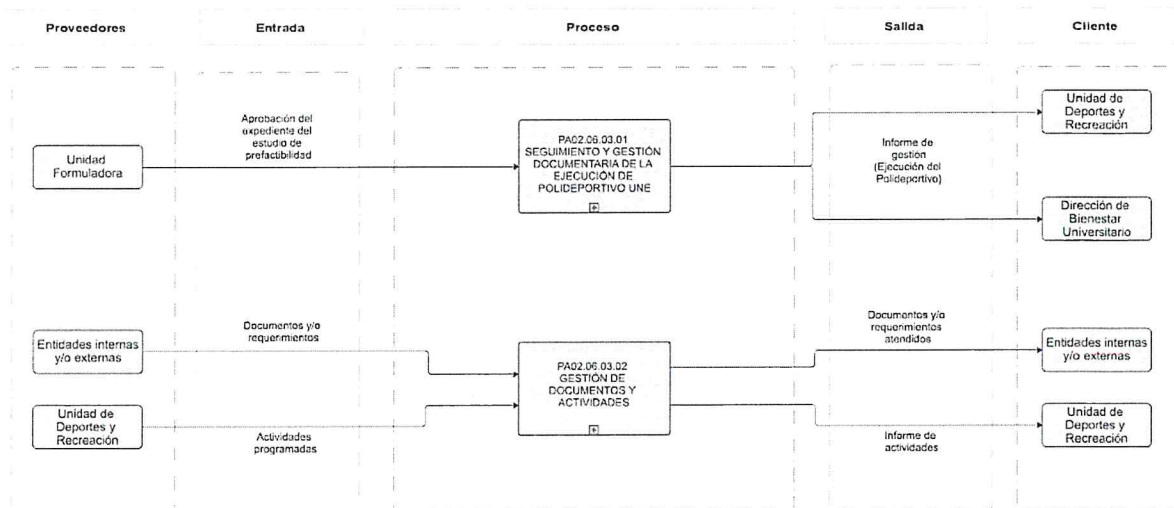 Proveedores
Entrada
Proceso
Salida
Cliente
Unidad
Formuladora
Aprobación del
expediente del
estudio de
prefactibilidad
PA02.06.03.01
SEGUIMIENTO Y GESTIÓN
DOCUMENTARIA DE LA
EJECUCIÓN DE
POLIDEPORTIVO UNE
Informe de
gestión
(Ejecución del
Polideportivo)
Unidad de
Deportes y
Recreación
Dirección de
Bienestar
Universitario
Entidades internas
y/o externas
Documentos y/o
requerimientos
Unidad de
Deportes y
Recreación
Actividades
programadas
PA02.06.03.02
GESTIÓN DE
DOCUMENTOS Y
ACTIVIDADES
Documentos y/o
requerimientos
atendidos
Entidades internas
y/o externas
Informe de
actividades
Unidad de
Deportes y
Recreación